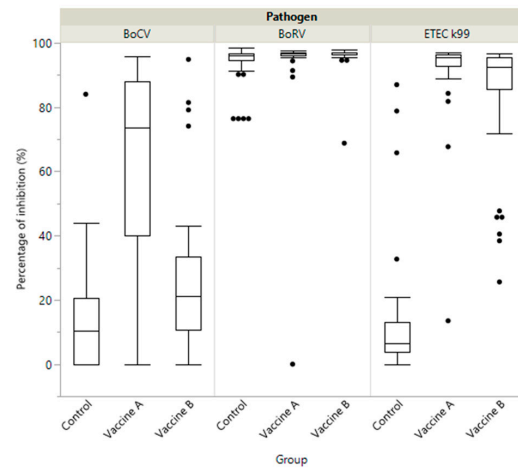 Pathogen
BoCV BoRV ETEC k99
100
80
60
40
20
0
Percentage of inhibition (%)
Control Vaccine A Vaccine B Control Vaccine A Vaccine B Control Vaccine A Vaccine B
Group